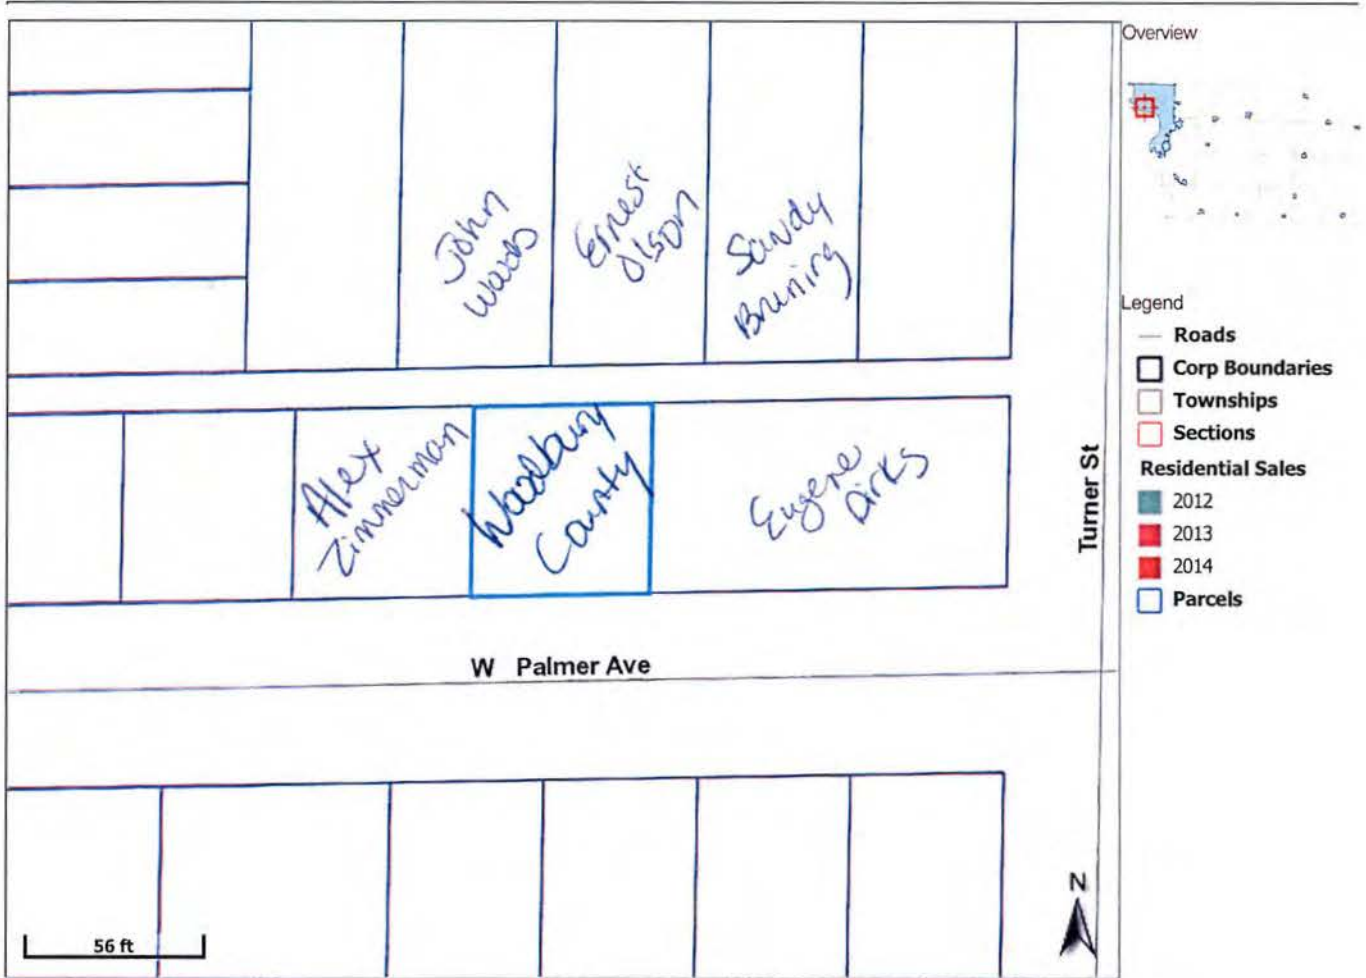 Overview
John
Woods
Ernest
Olson
Sandy
Bruning
Legend
Roads
Corp Boundaries
Townships
Sections
Residential Sales
2012
2013
2014
Parcels
Alex
Zimmerman
Woodbury
County
Eugene
Dirks
Turner St
W Palmer Ave
N
56 ft